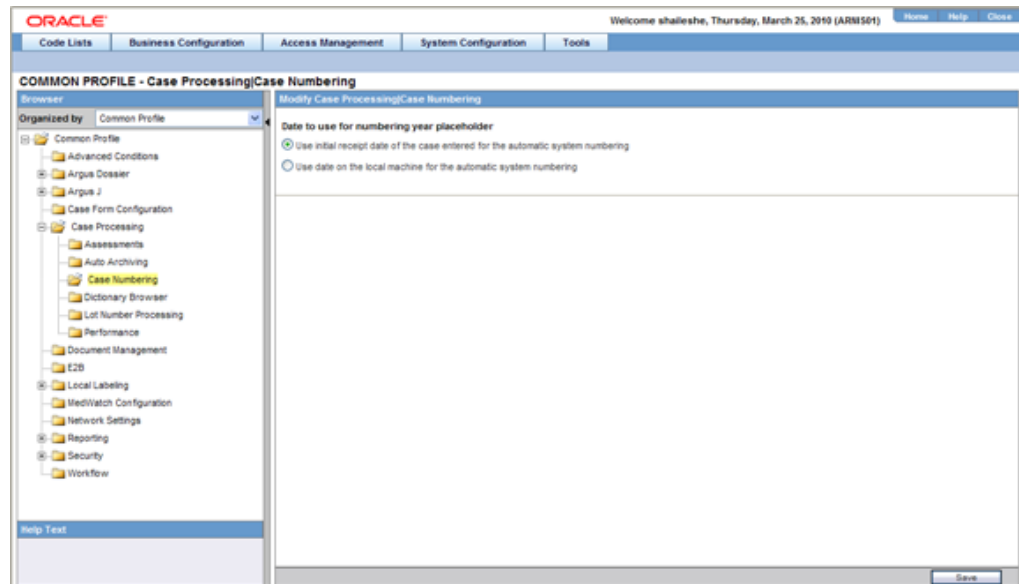 ORACLE
Welcome shaileshe, Thursday, March 25, 2010 (ARMIS01)
Home Help Close
Code Lists Business Configuration Access Management System Configuration Tools
COMMON PROFILE - Case Processing|Case Numbering
Browser
Organized by Common Profile
Common Profile
Advanced Conditions
Argus Dossier
Argus J
Case Form Configuration
Case Processing
Assessments
Auto Archiving
Case Numbering
Dictionary Browser
Lot Number Processing
Performance
Document Management
E2B
Local Labeling
MedWatch Configuration
Network Settings
Reporting
Security
Workflow
Help Text
Modify Case Processing|Case Numbering
Date to use for numbering year placeholder
Use initial receipt date of the case entered for the automatic system numbering
Use date on the local machine for the automatic system numbering
Save